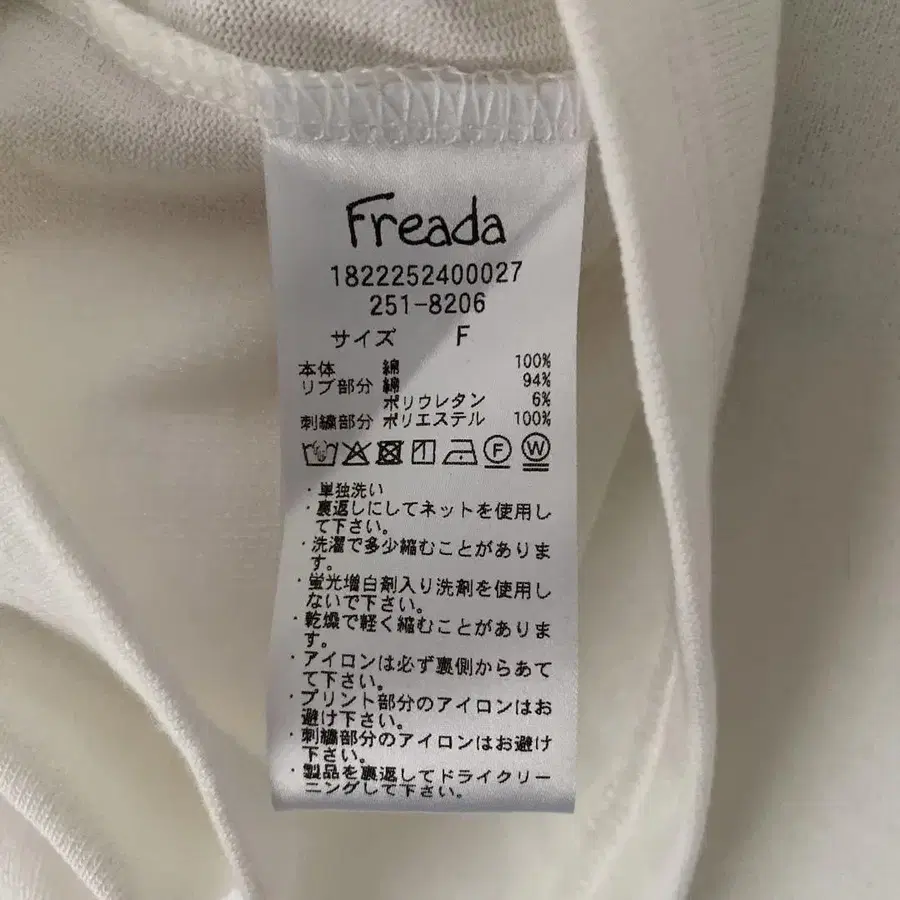 Freada
1822252400027
251-8206
サイズ F
本体 綿 100%
リブ部分 綿 94%
ポリウレタン 6%
刺繍部分 ポリエステル 100%
F W
・単独洗い
・裏返しにしてネットを使用し
て下さい。
・洗濯で多少縮むことがありま
す。
・蛍光増白剤入り洗剤を使用し
ないで下さい。
・乾燥で軽く縮むことがありま
す。
・アイロンは必ず裏側からあて
て下さい。
・プリント部分のアイロンはお
避け下さい。
・刺繍部分のアイロンはお避け
下さい。
・製品を裏返してドライクリー
ニングして下さい。